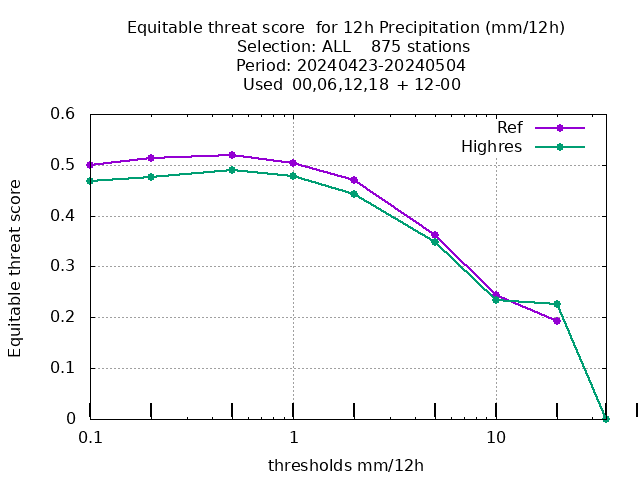 Equitable threat score  for 12h Precipitation (mm/12h)
Selection: ALL    875 stations
Period: 20240423-20240504
Used  00,06,12,18  + 12-00
Ref
Highres
0.6
0.5
0.4
0.3
0.2
0.1
0
Equitable threat score
0.1
1
10
thresholds mm/12h